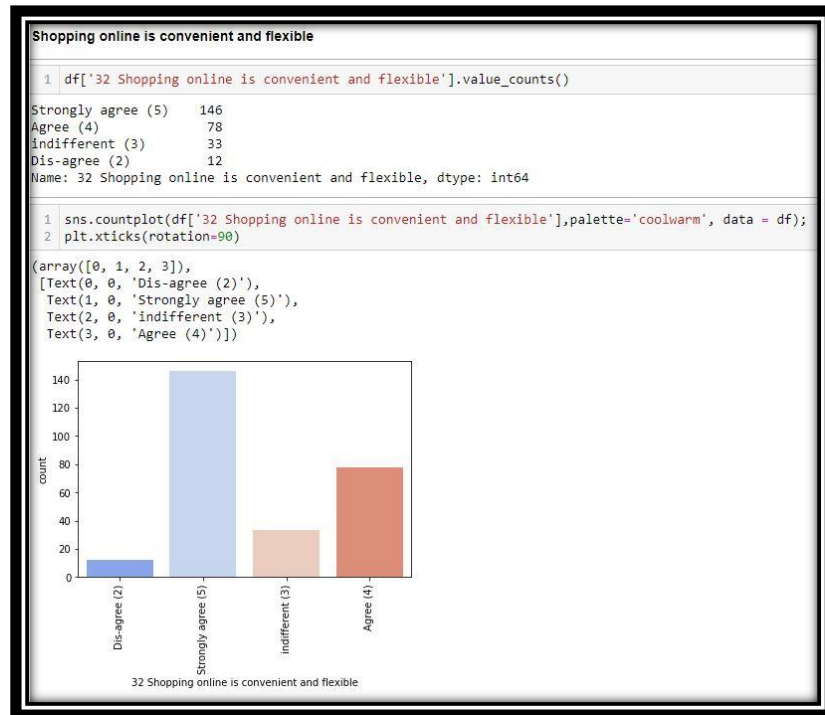 Shopping online is convenient and flexible
1 df['32 Shopping online is convenient and flexible'].value_counts()
Strongly agree (5) 146
Agree (4) 78
indifferent (3) 33
Dis-agree (2) 12
Name: 32 Shopping online is convenient and flexible, dtype: int64
1 sns.countplot(df['32 Shopping online is convenient and flexible'],palette='coolwarm', data = df);
2 plt.xticks(rotation=90)
(array([0, 1, 2, 3]),
[Text(0, 0, 'Dis-agree (2)'),
Text(1, 0, 'Strongly agree (5)'),
Text(2, 0, 'indifferent (3)'),
Text(3, 0, 'Agree (4)')])
140
120
100
80
60
40
20
0
count
Dis-agree (2)
Strongly agree (5)
indifferent (3)
Agree (4)
32 Shopping online is convenient and flexible